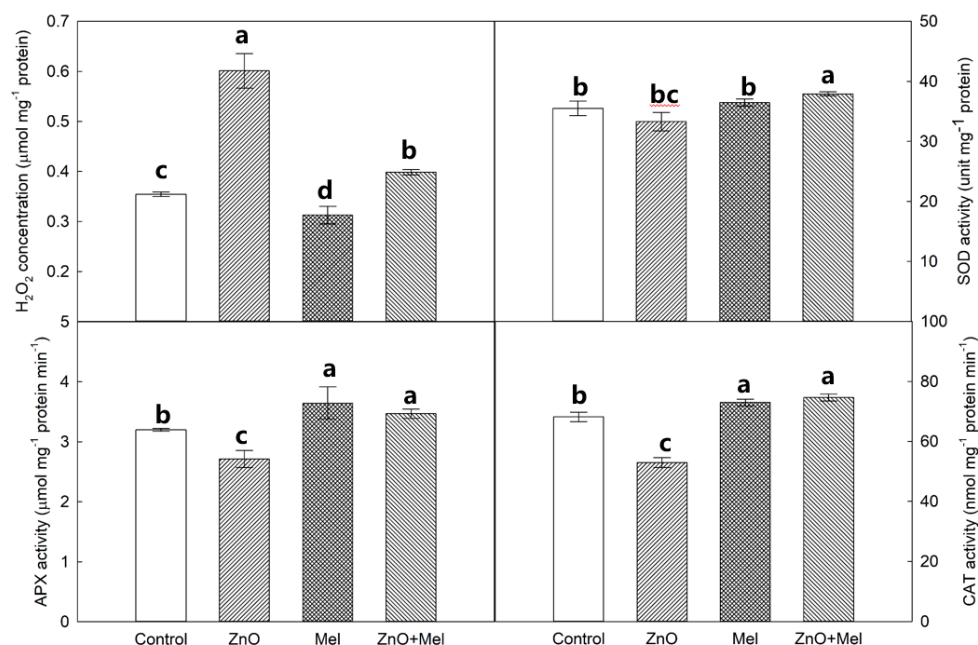 H2O2 concentration (μmol mg-1 protein)
0.7
0.6
0.5
0.4
0.3
0.2
c
a
d
b
50
40
30
20
10
SOD activity (unit mg-1 protein)
b
bc
b
a
APX activity (μmol mg-1 protein min-1)
5
4
3
2
1
0
b
c
a
a
100
80
60
40
20
0
CAT activity (nmol mg-1 protein min-1)
b
c
a
a
Control ZnO Mel ZnO+Mel
Control ZnO Mel ZnO+Mel